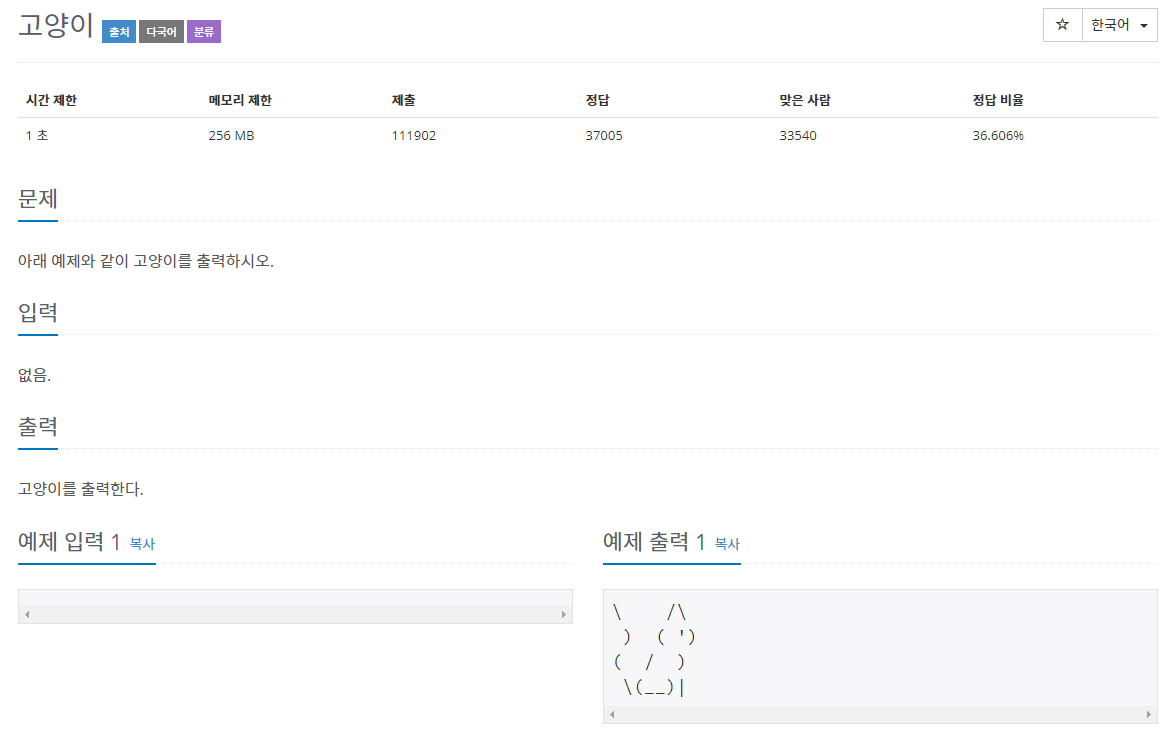 고양이 출처 다국어 분류 ☆ 한국어
시간 제한 메모리 제한 제출 정답 맞은 사람 정답 비율
1 초 256 MB 111902 37005 33540 36.606%
문제
아래 예제와 같이 고양이를 출력하시오.
입력
없음.
출력
고양이를 출력한다.
예제 입력 1 복사
예제 출력 1 복사
\    /\
 )  ( ')
(  /  )
 \(__)|